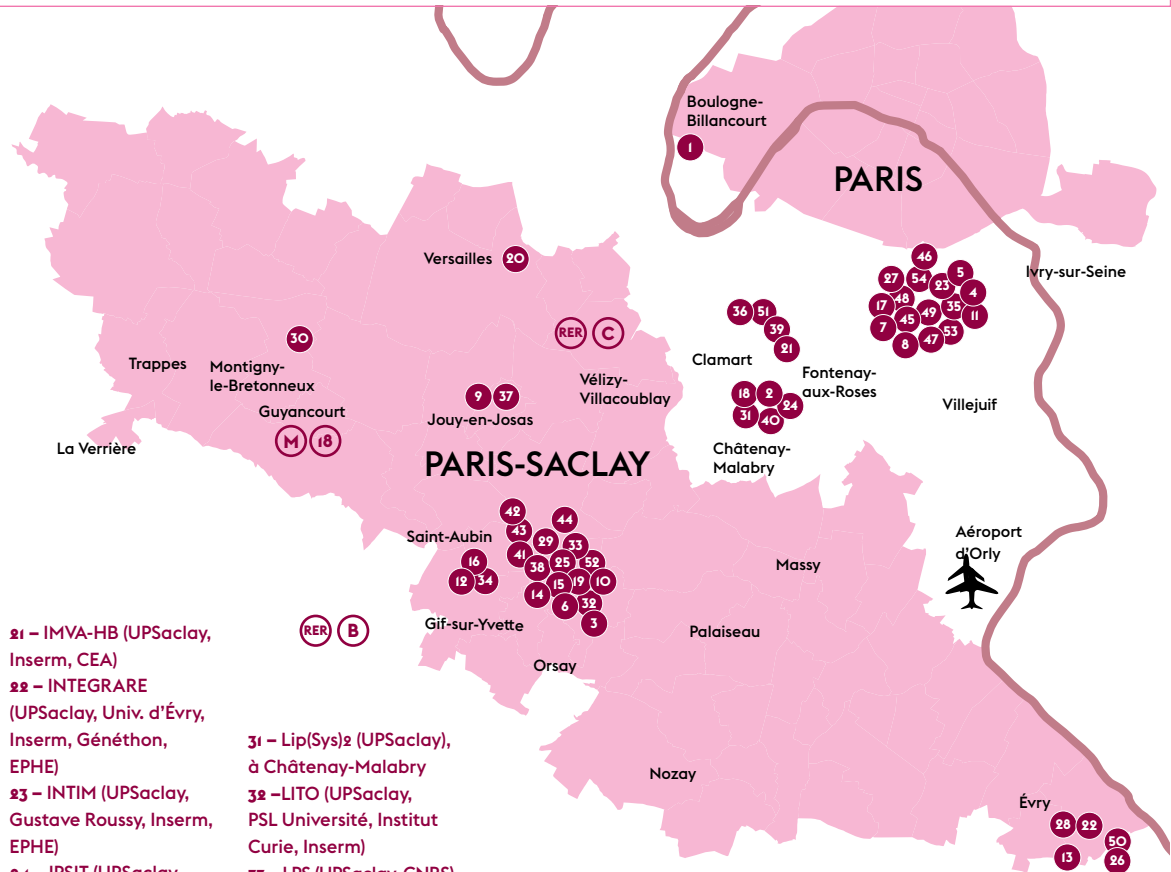 Boulogne-
Billancourt
1
PARIS
Versailles 20
46
27 54 23 5
Ivry-sur-Seine
17 48 45 49 35 4
7 8 47 53 11
36 51
39
21
RER C
30
Trappes
Montigny-
le-Bretonneux
Clamart
Fontenay-
aux-Roses
Vélizy-
Villacoublay
9 37
Jouy-en-Josas
18 2 24
31 40
Villejuif
Guyancourt
M 18
La Verrière
Châtenay-
Malabry
PARIS-SACLAY
42
43 44
Saint-Aubin
29 33
41 25 52
16
38
12 34
15 19 10
14 6 32
3
Massy
Aéroport
d'Orly
Gif-sur-Yvette
RER B
Palaiseau
Orsay
Nozay
Évry
28 22
50
13 26
21 – IMVA-HB (UPSaclay,
Inserm, CEA)
22 – INTEGRARE
(UPSaclay, Univ. d’Évry,
Inserm, Généthon,
EPHE)
23 – INTIM (UPSaclay,
Gustave Roussy, Inserm,
EPHE)
31 – Lip(Sys)2 (UPSaclay),
à Châtenay-Malabry
32 –LITO (UPSaclay,
PSL Université, Institut
Curie, Inserm)